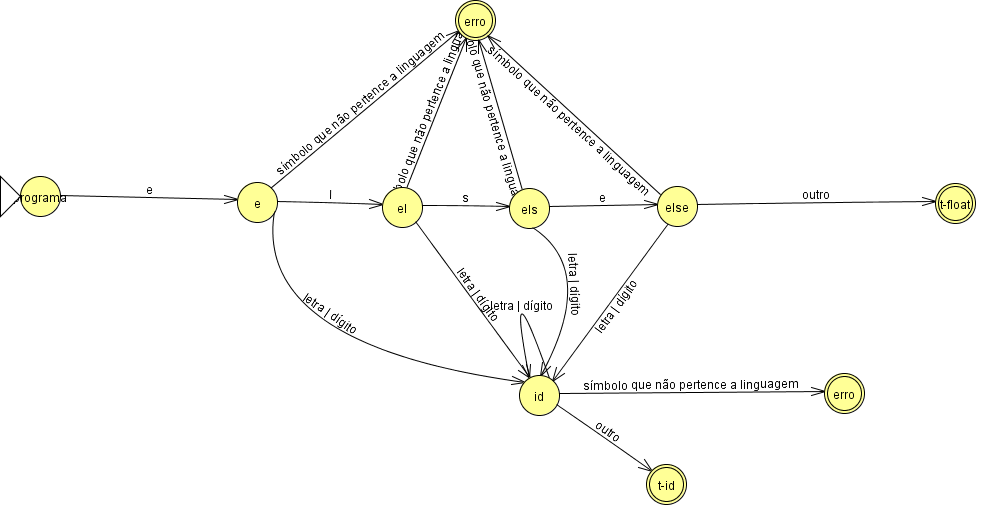 erro
símbolo que não pertence a linguagem
bolo que não pertence a lingua
olo que não pertence a lingua
símbolo que não pertence a linguagem
rograma
e
e
l
el
s
els
e
else
outro
t-float
letra | dígito
letra | dígito
letra | dígito
letra | dígito
letra | dígito
id
símbolo que não pertence a linguagem
erro
outro
t-id